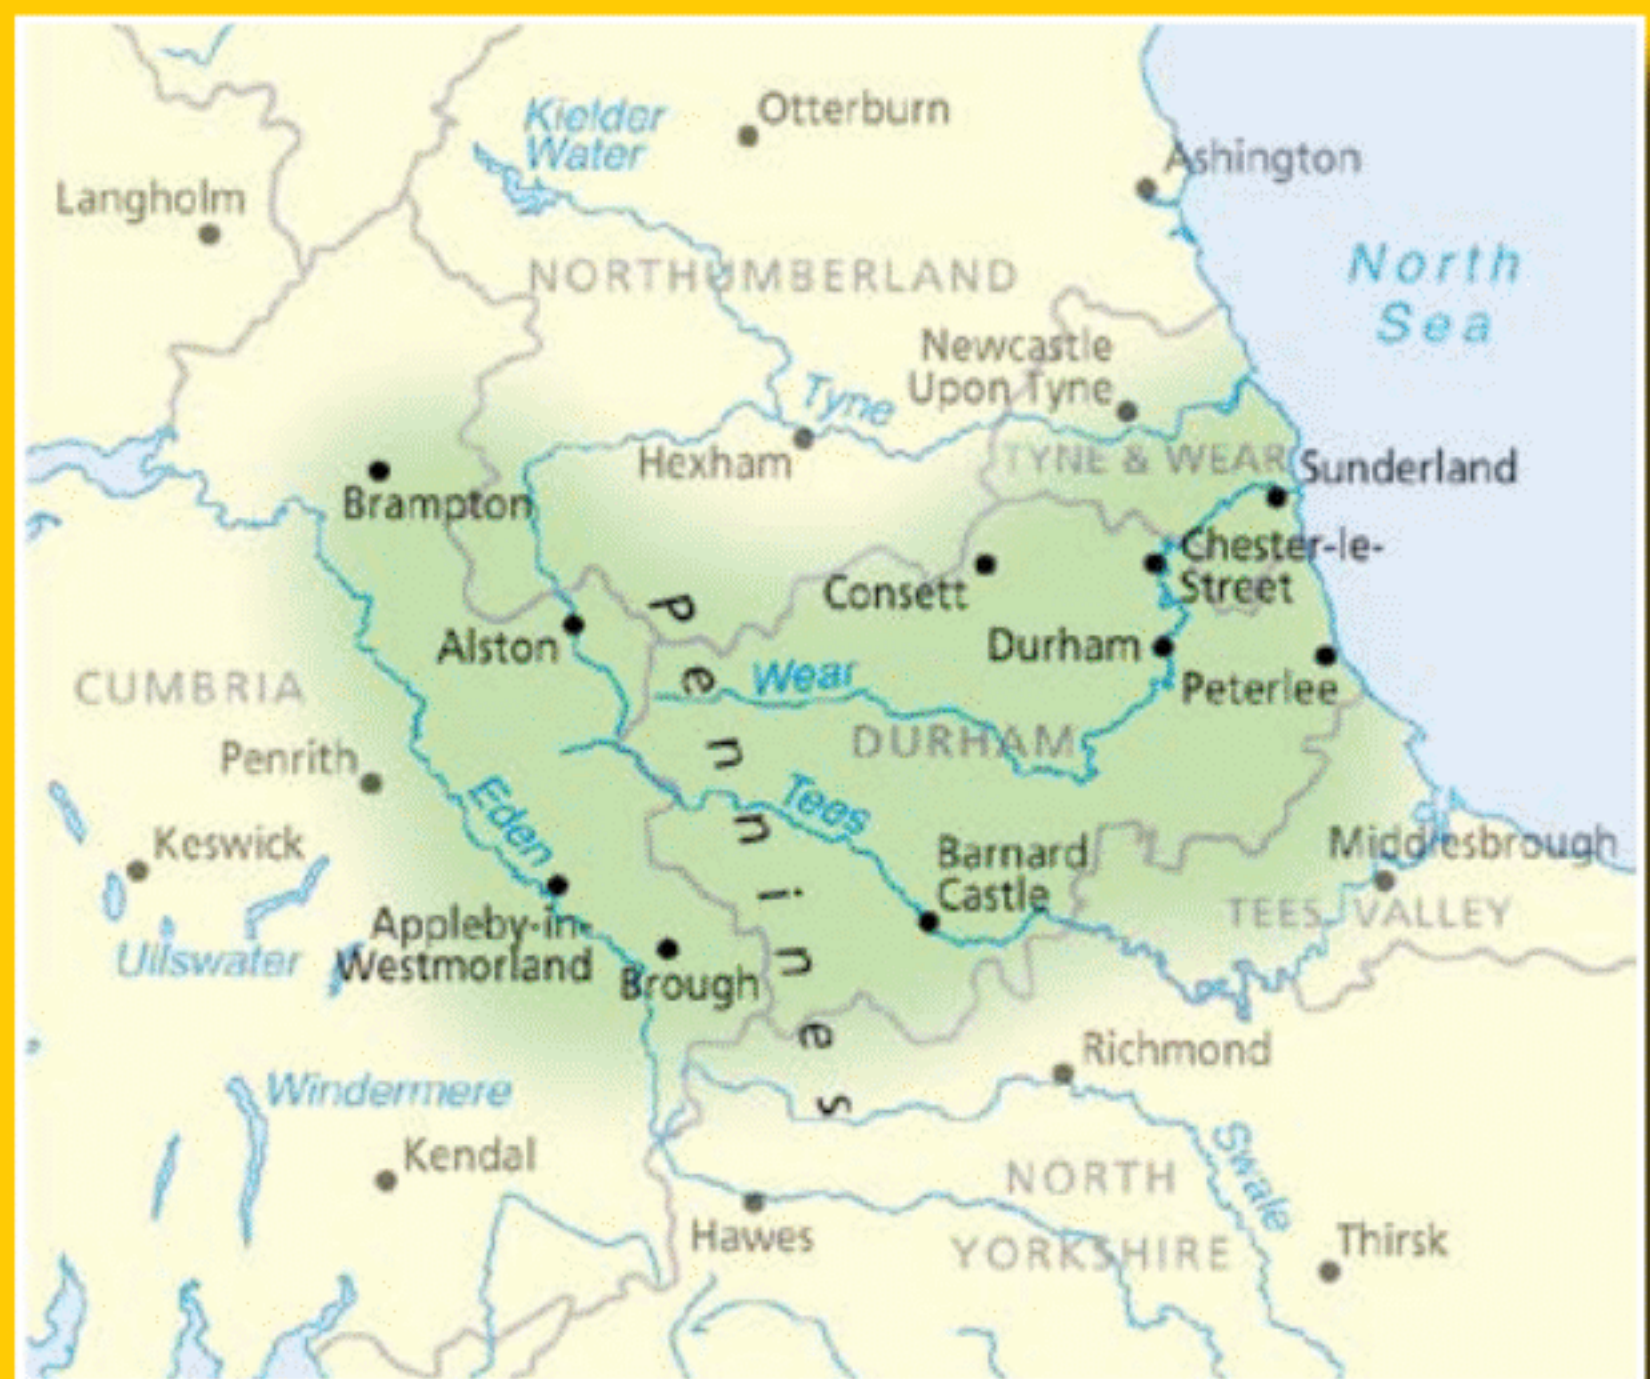 Kielder
Water
Otterburn
Ashington
Langholm
North
Sea
NORTHUMBERLAND
Newcastle
Upon Tyne
Tyne
Hexham
TYNE & WEAR
Sunderland
Brampton
Chester-le-
Street
Consett
Alston
Durham
Pennines
Wear
Peterlee
CUMBRIA
DURHAM
Penrith
Eden
Tees
Keswick
Barnard
Castle
Middlesbrough
TEES VALLEY
Appleby-in-
Westmorland
Ullswater
Brough
Richmond
Windermere
Kendal
Swale
NORTH
YORKSHIRE
Hawes
Thirsk